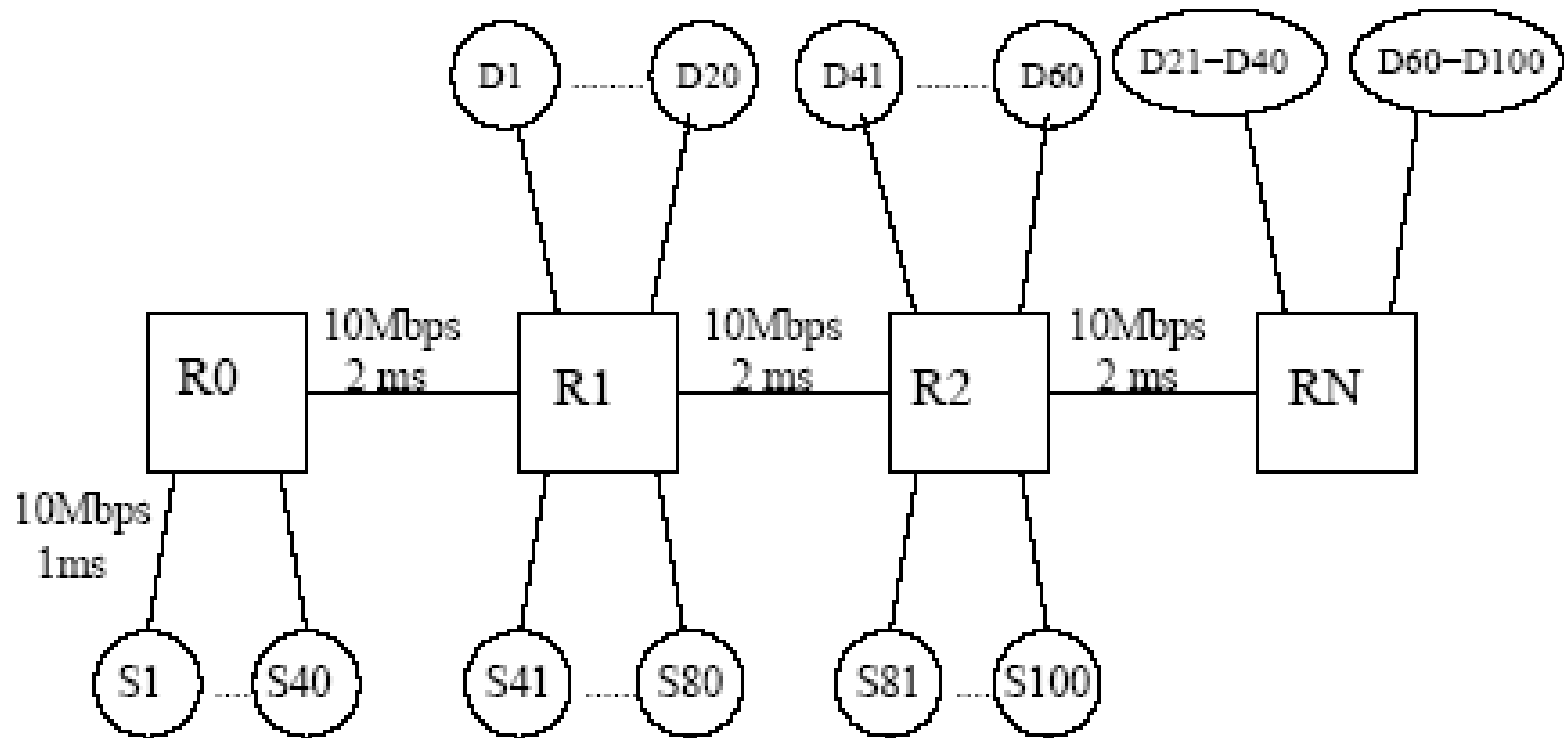 D1
D20
D41
D60
D21-D40
D60-D100
10Mbps
2 ms
10Mbps
2 ms
10Mbps
2 ms
R0
R1
R2
RN
10Mbps
1ms
S1
S40
S41
S80
S81
S100